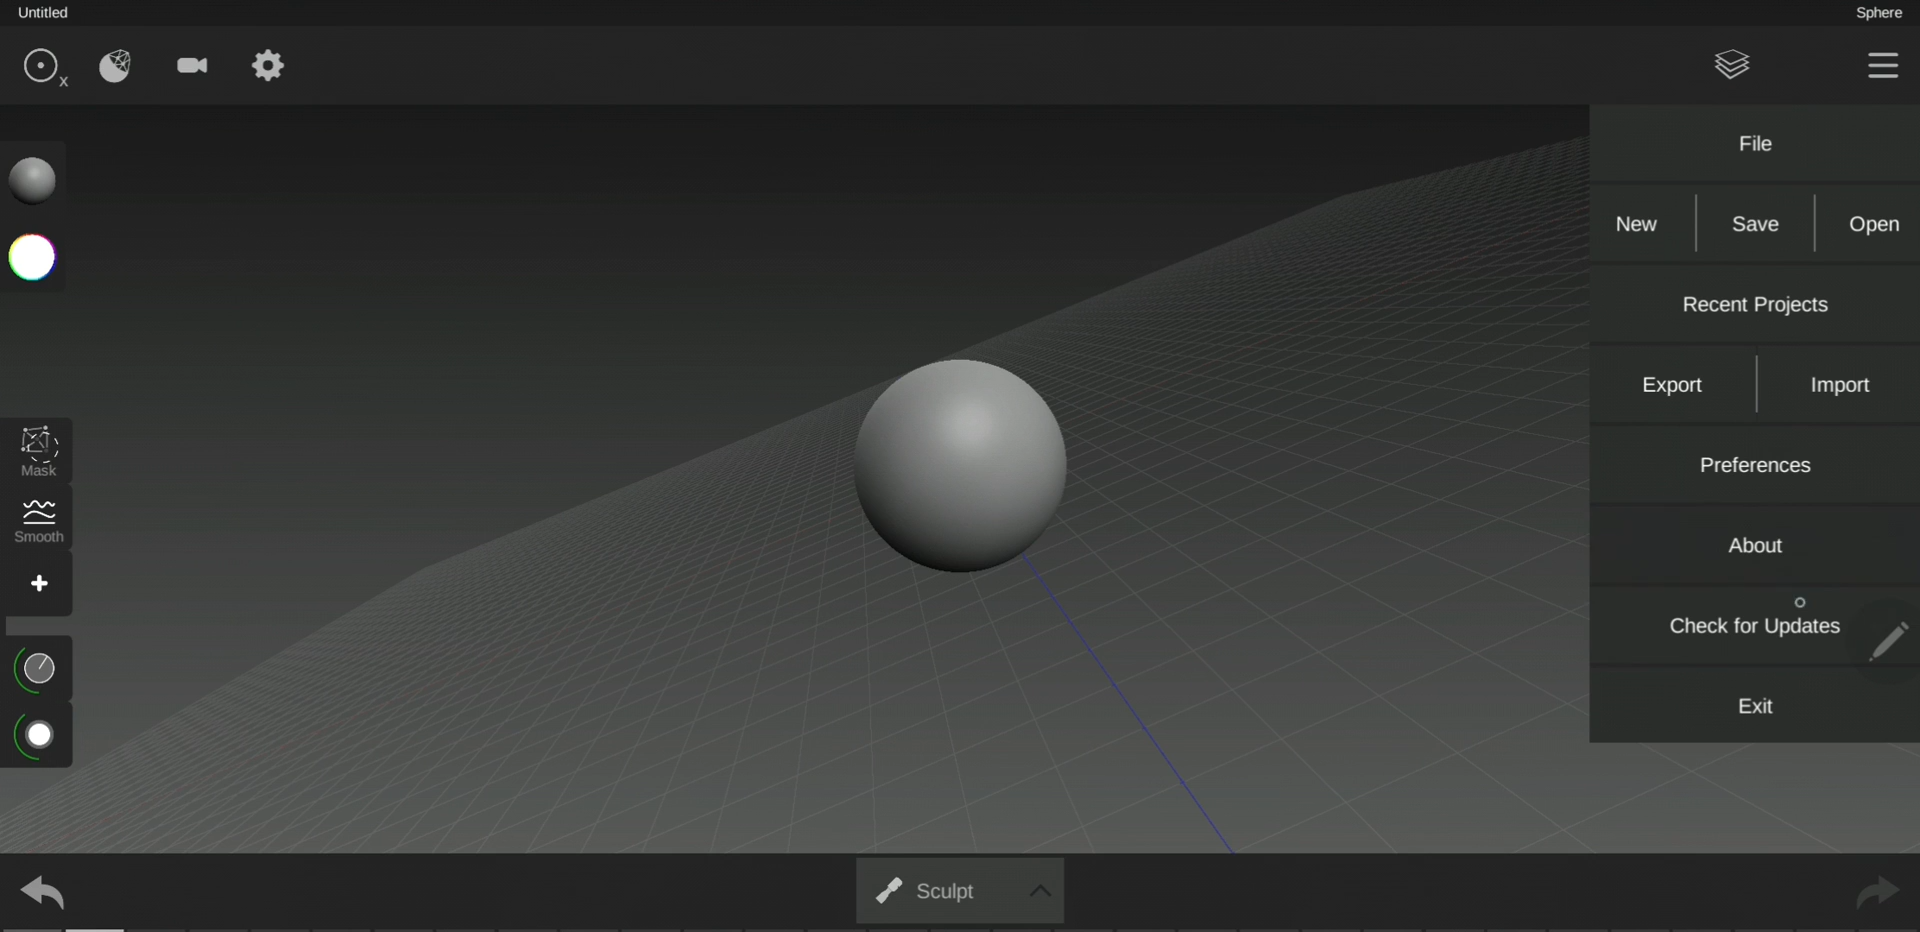 Untitled
Sphere
x
File
New Save Open
Recent Projects
Export Import
Preferences
About
Check for Updates
Exit
Mask
Smooth
Sculpt